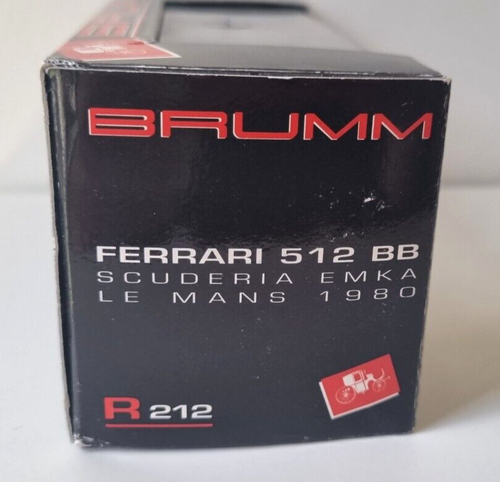 BRUMM
FERRARI 512 BB
SCUDERIA EMKA
LE MANS 1980
R 212